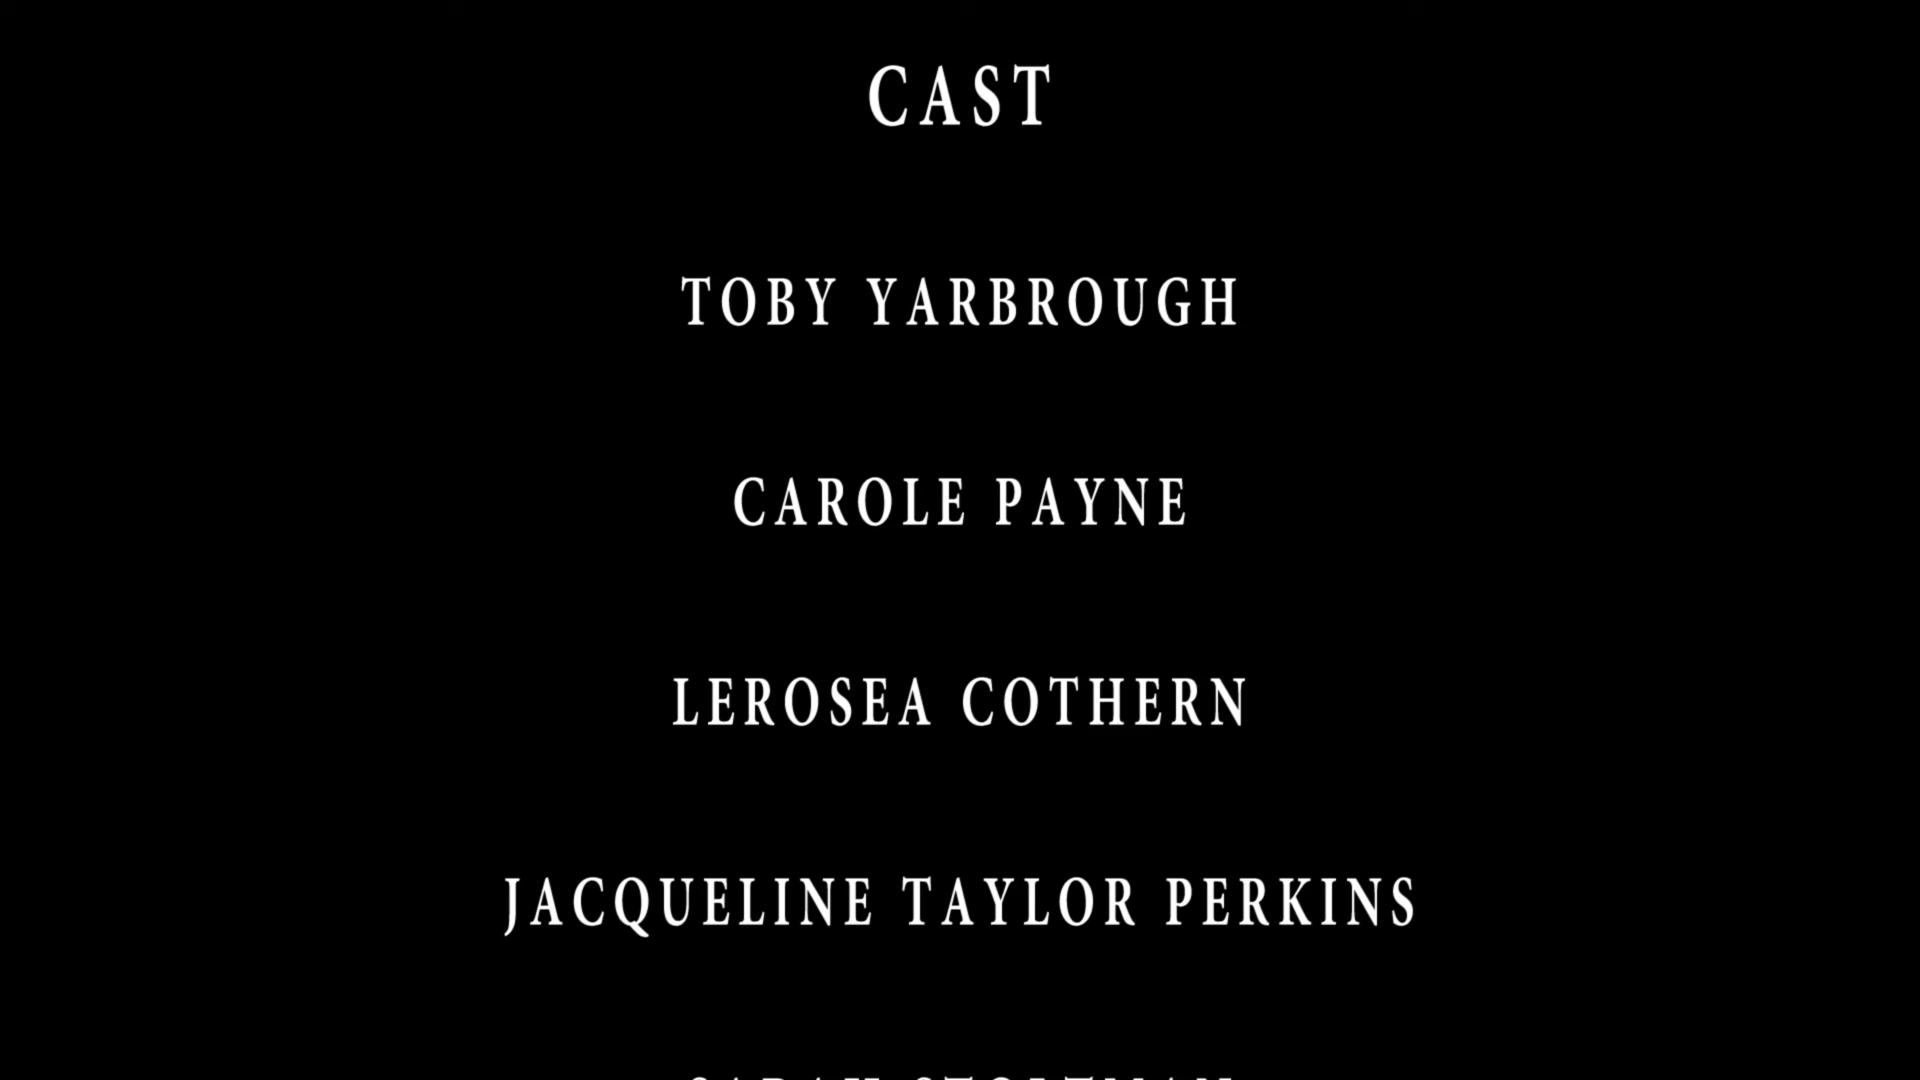 CAST
TOBY YARBROUGH
CAROLE PAYNE
LEROSEA COTHERN
JACQUELINE TAYLOR PERKINS